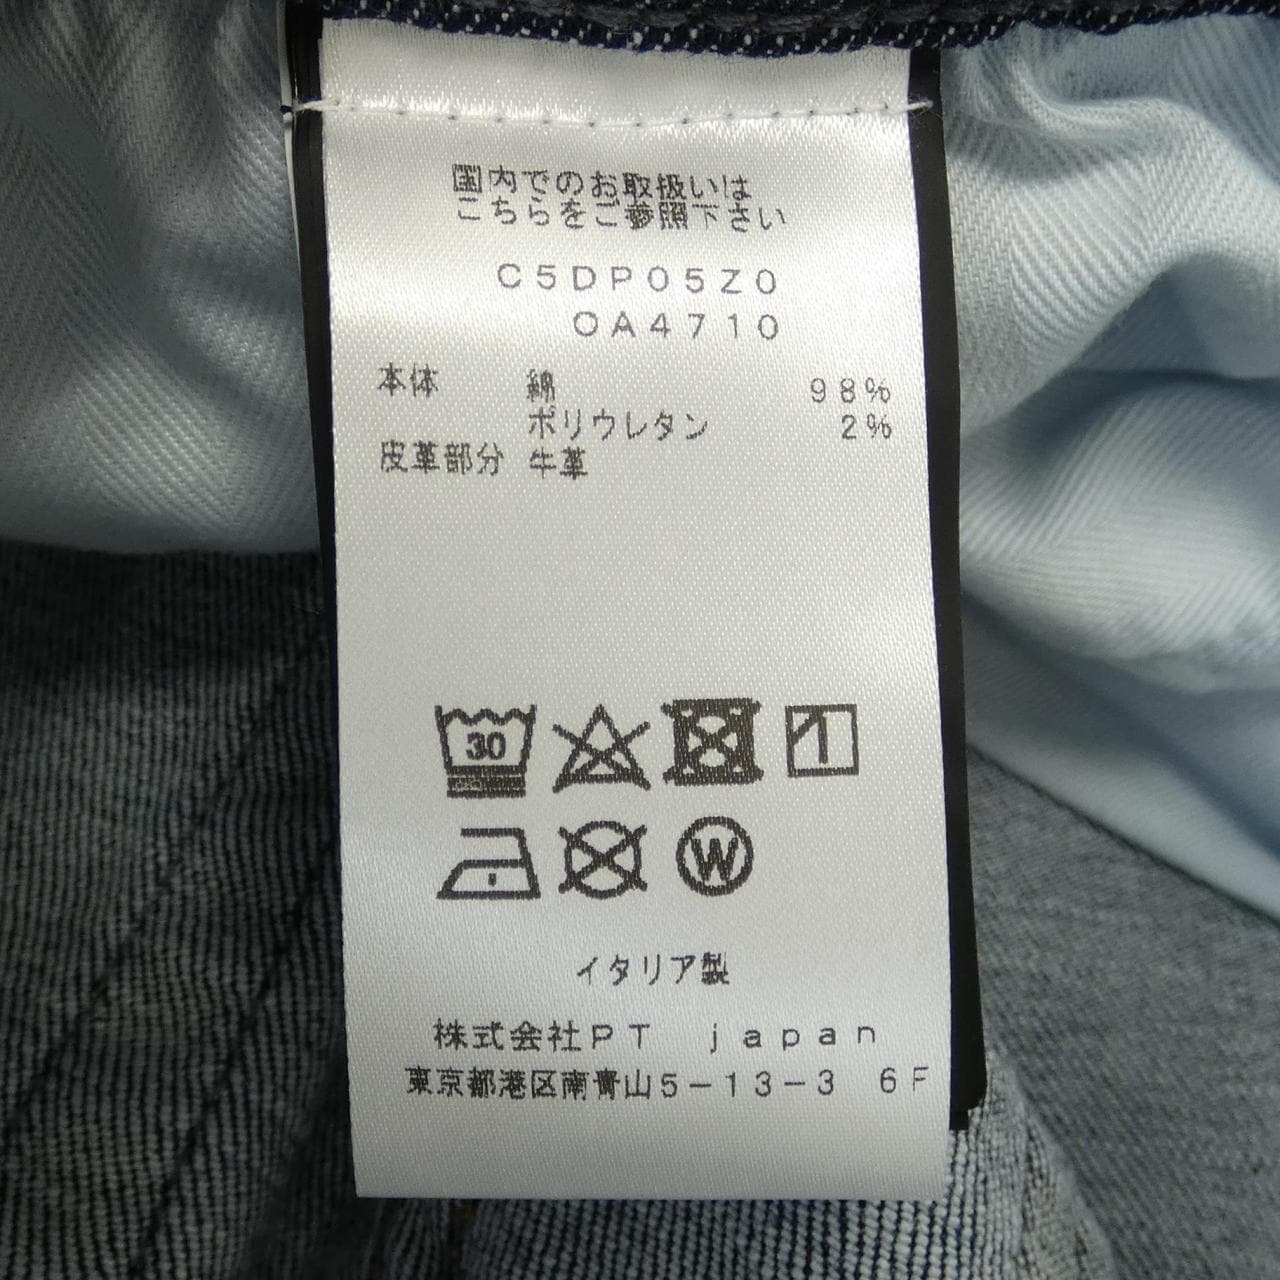 国内でのお取扱いは
こちらをご参照下さい
C5DP05Z0
OA4710
本体 綿 98%
ポリウレタン 2%
皮革部分 牛革
30
W
イタリア製
株式会社PT japan
東京都港区南青山5-13-3 6F